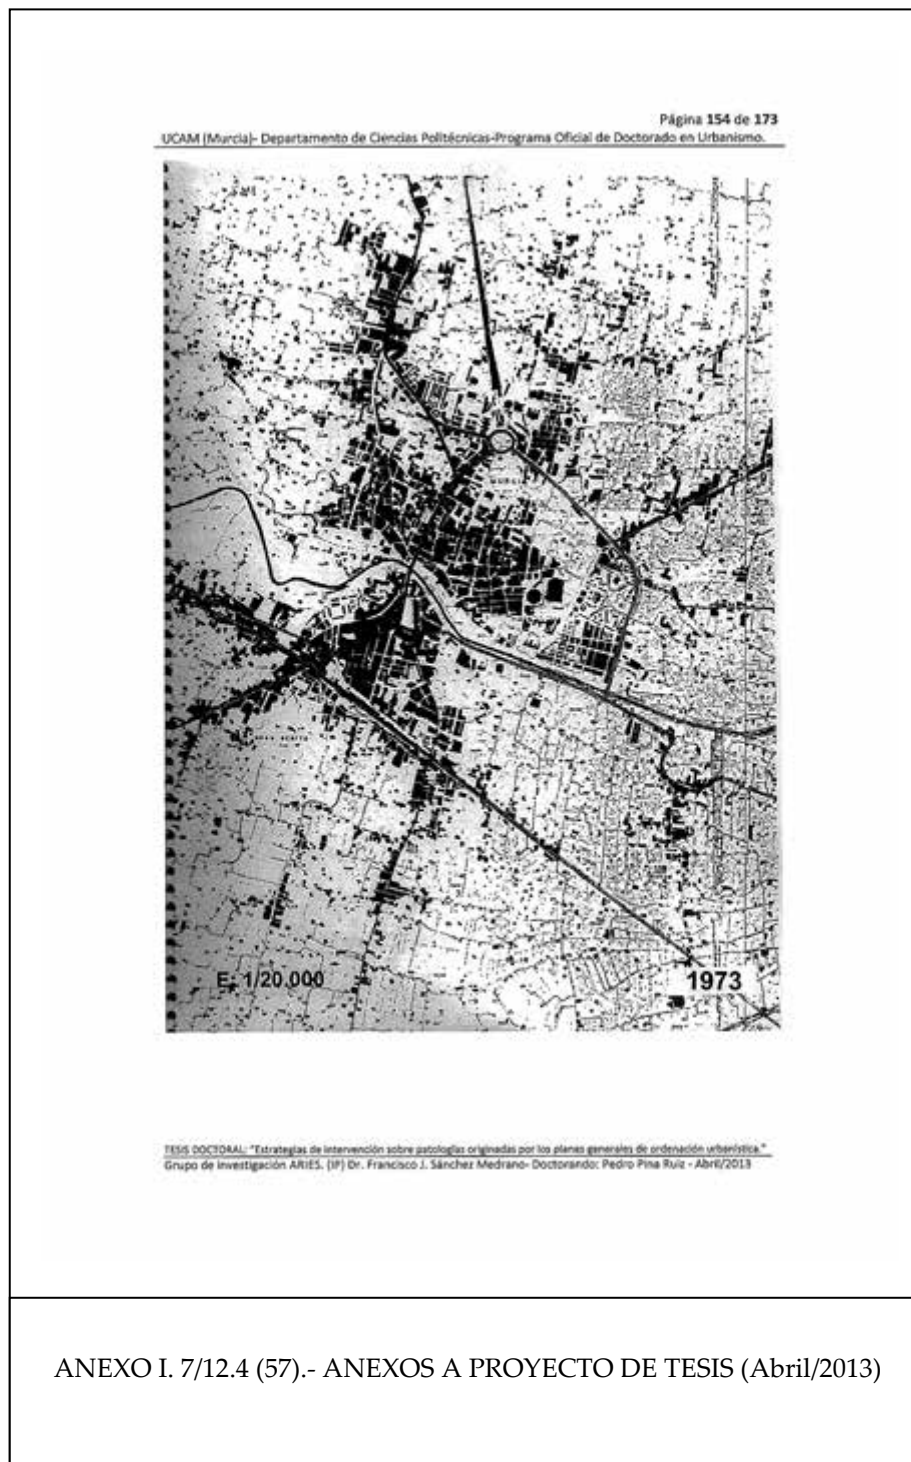 Página 154 de 173
UCAM (Murcia)- Departamento de Ciencias Politécnicas-Programa Oficial de Doctorado en Urbanismo.
E: 1/20.000
1973
TESIS DOCTORAL: "Estrategias de intervención sobre patologías originadas por los planes generales de ordenación urbanística."
Grupo de investigación ARIES. (IP) Dr. Francisco J. Sánchez Medrano- Doctorando: Pedro Pina Ruiz - Abril/2013
ANEXO I. 7/12.4 (57).- ANEXOS A PROYECTO DE TESIS (Abril/2013)